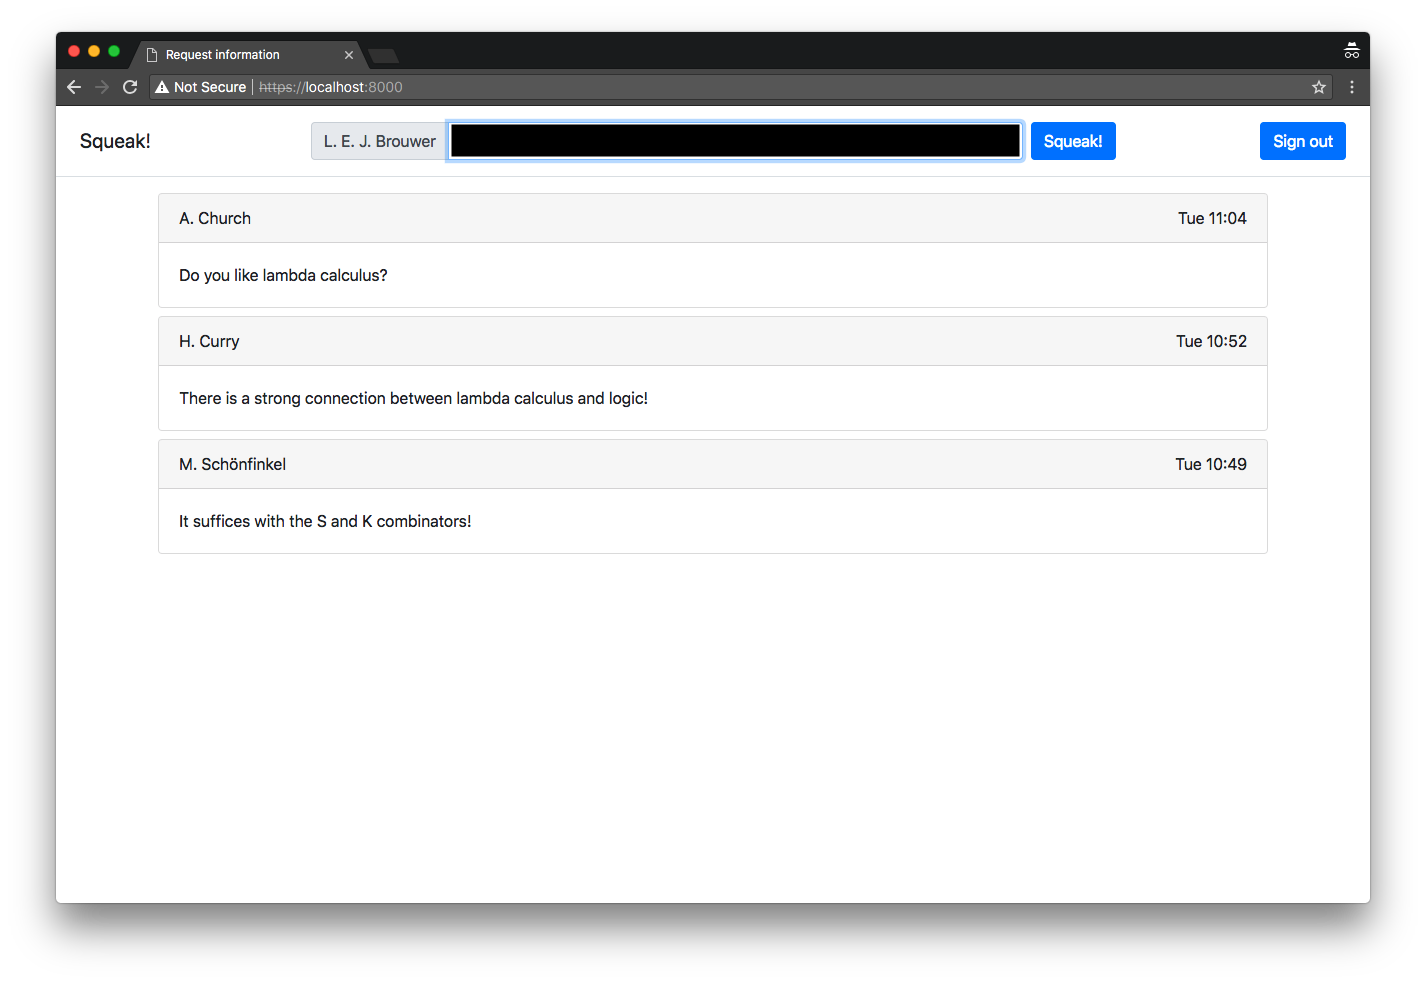 Request information
Not Secure | https://localhost:8000
Squeak!
L. E. J. Brouwer
Squeak!
Sign out
A. Church
Tue 11:04
Do you like lambda calculus?
H. Curry
Tue 10:52
There is a strong connection between lambda calculus and logic!
M. Schönfinkel
Tue 10:49
It suffices with the S and K combinators!